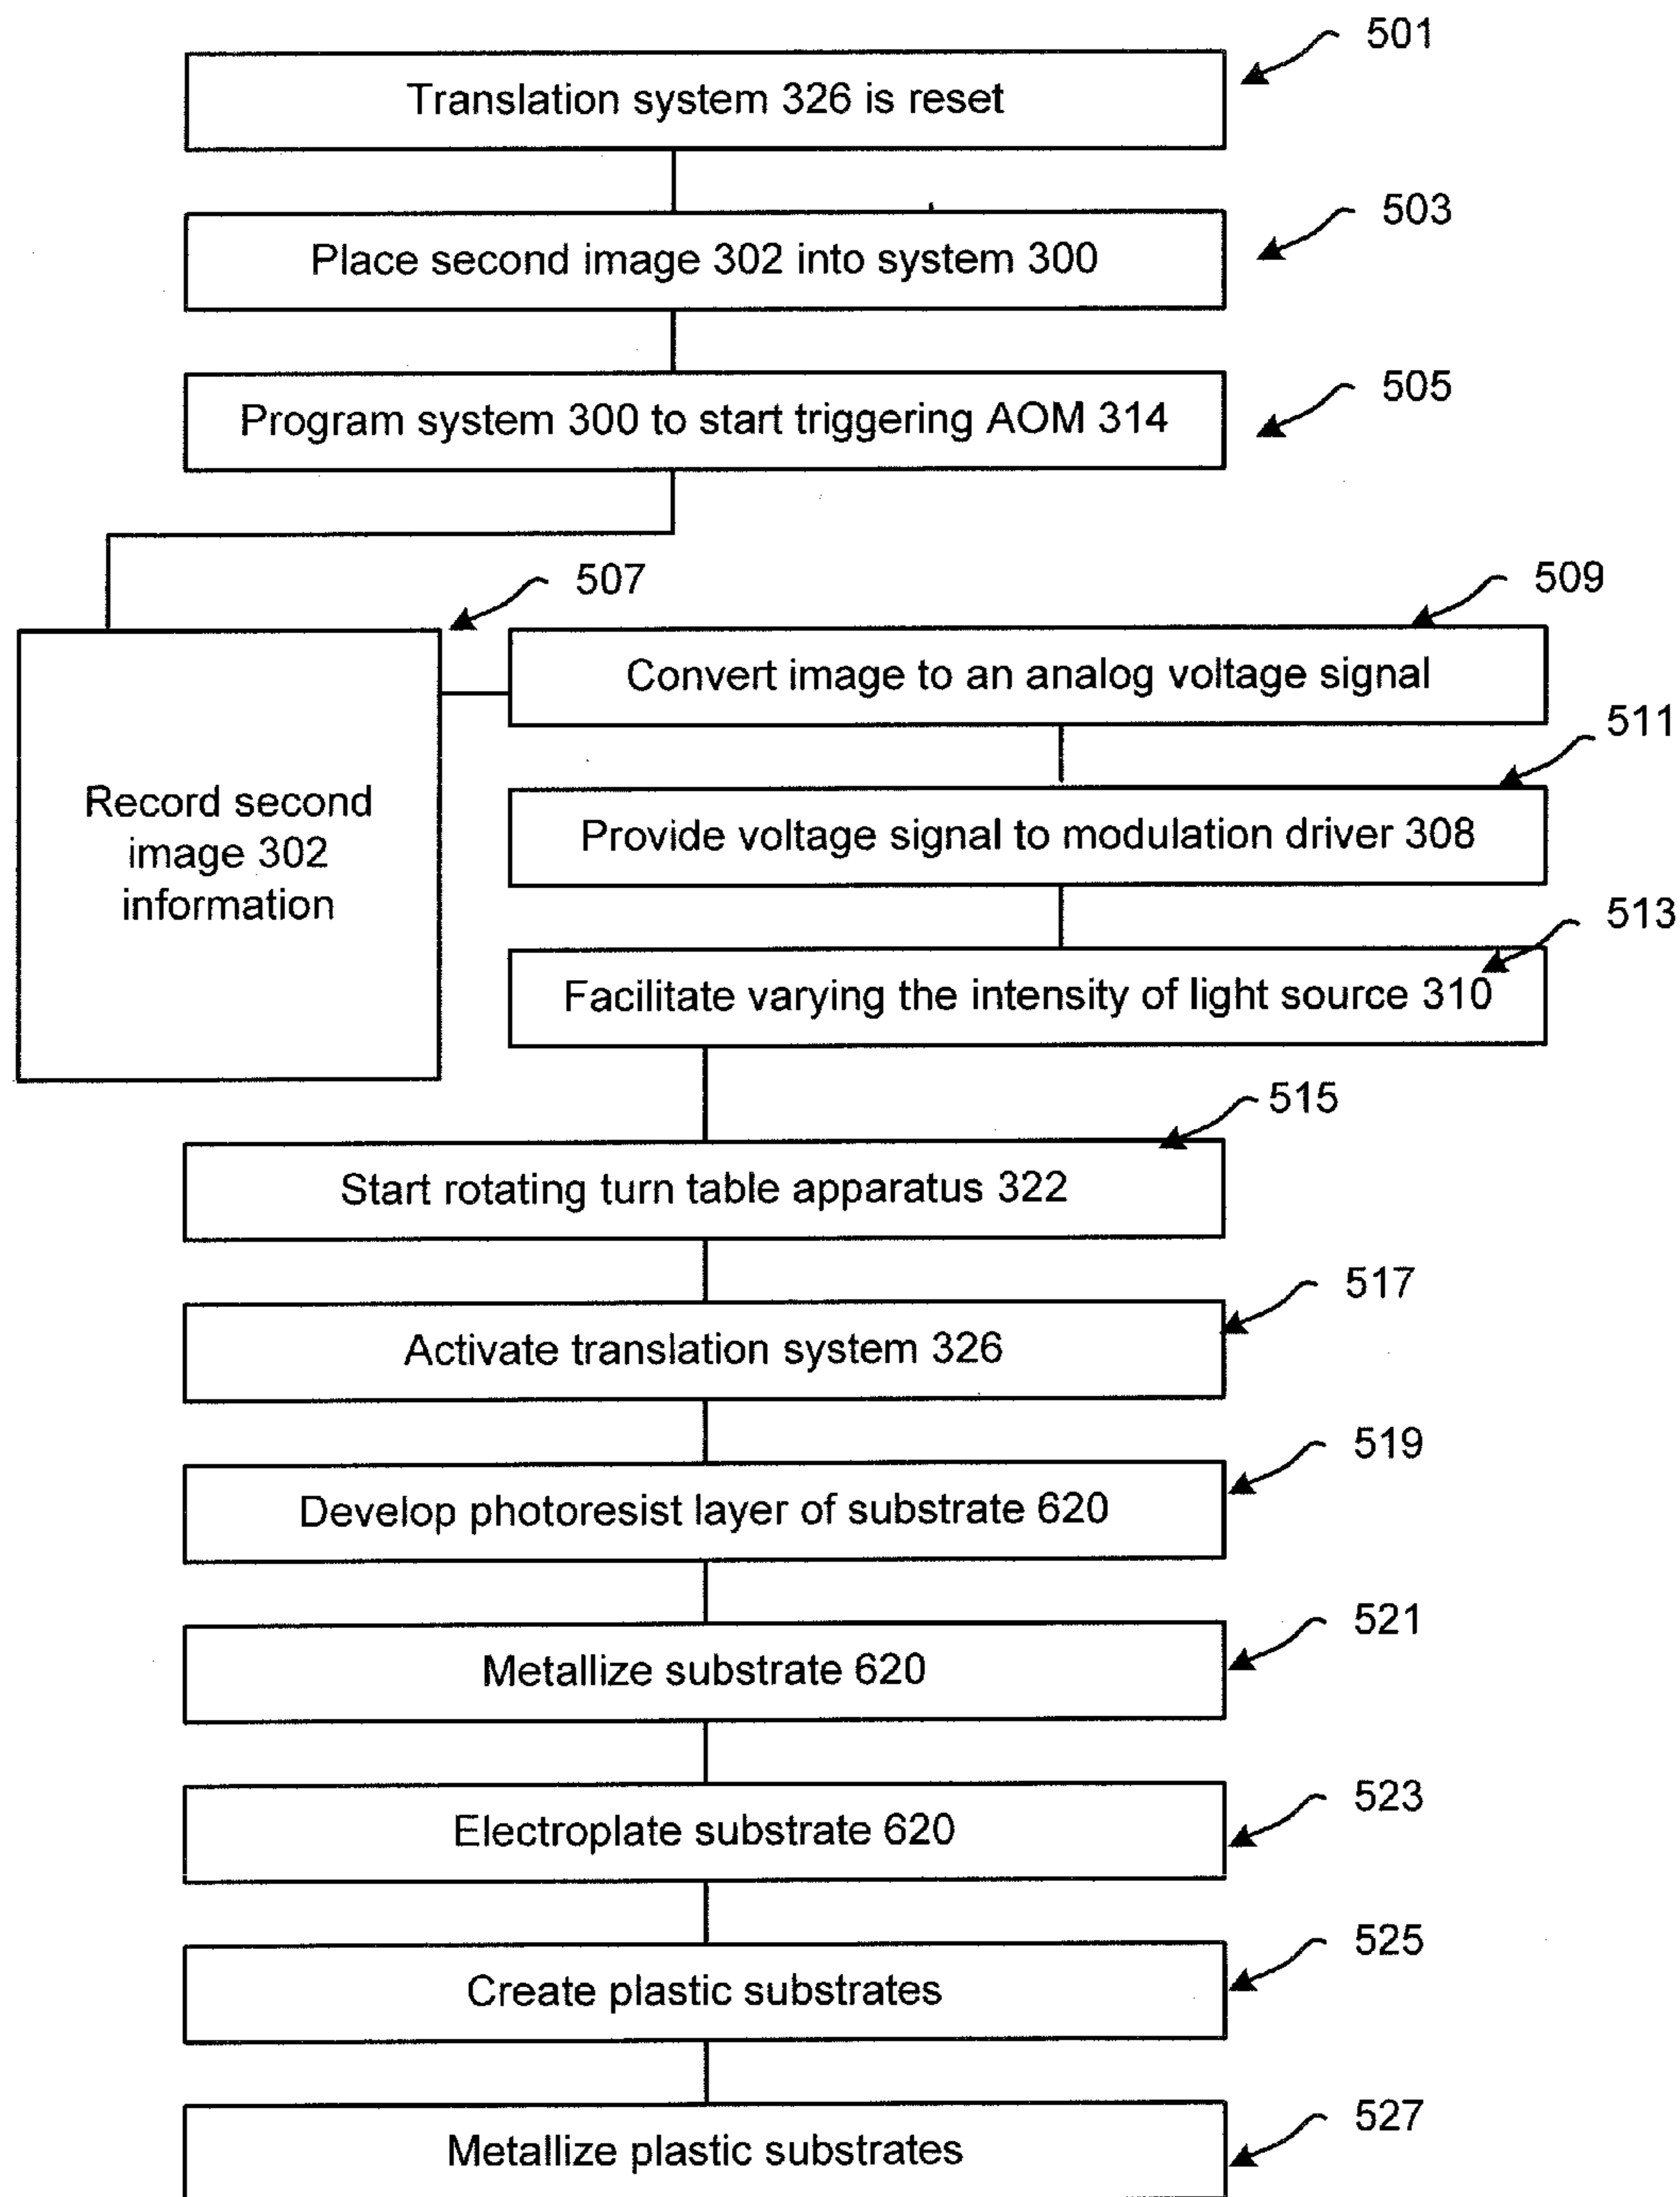 501
Translation system 326 is reset
503
Place second image 302 into system 300
505
Program system 300 to start triggering AOM 314
507
Record second
image 302
information
509
Convert image to an analog voltage signal
511
Provide voltage signal to modulation driver 308
513
Facilitate varying the intensity of light source 310
515
Start rotating turn table apparatus 322
517
Activate translation system 326
519
Develop photoresist layer of substrate 620
521
Metallize substrate 620
523
Electroplate substrate 620
525
Create plastic substrates
527
Metallize plastic substrates